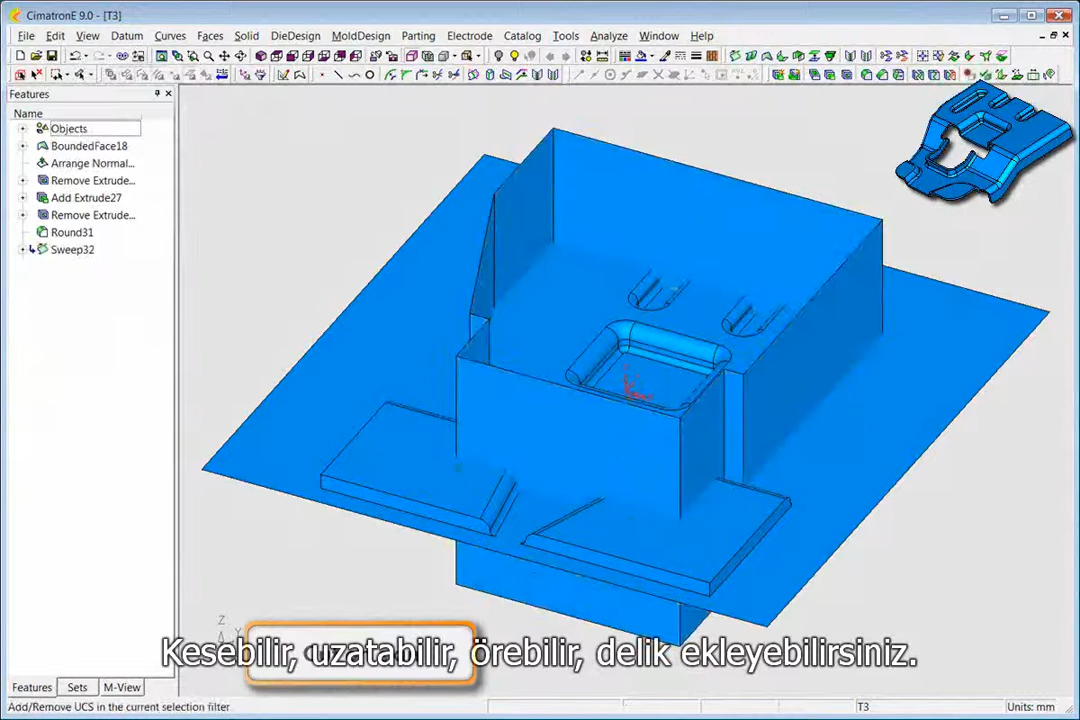 CimatronE 9.0 - [T3]
File Edit View Datum Curves Faces Solid DieDesign MoldDesign Parting Electrode Catalog Tools Analyze Window Help
Features
Name
Objects
BoundedFace18
Arrange Normal...
Remove Extrude...
Add Extrude27
Remove Extrude...
Round31
Sweep32
Z
Kesebilir, uzatabilir, örebilir, delik ekleyebilirsiniz.
Features Sets M-View
Add/Remove UCS in the current selection filter T3 Units: mm